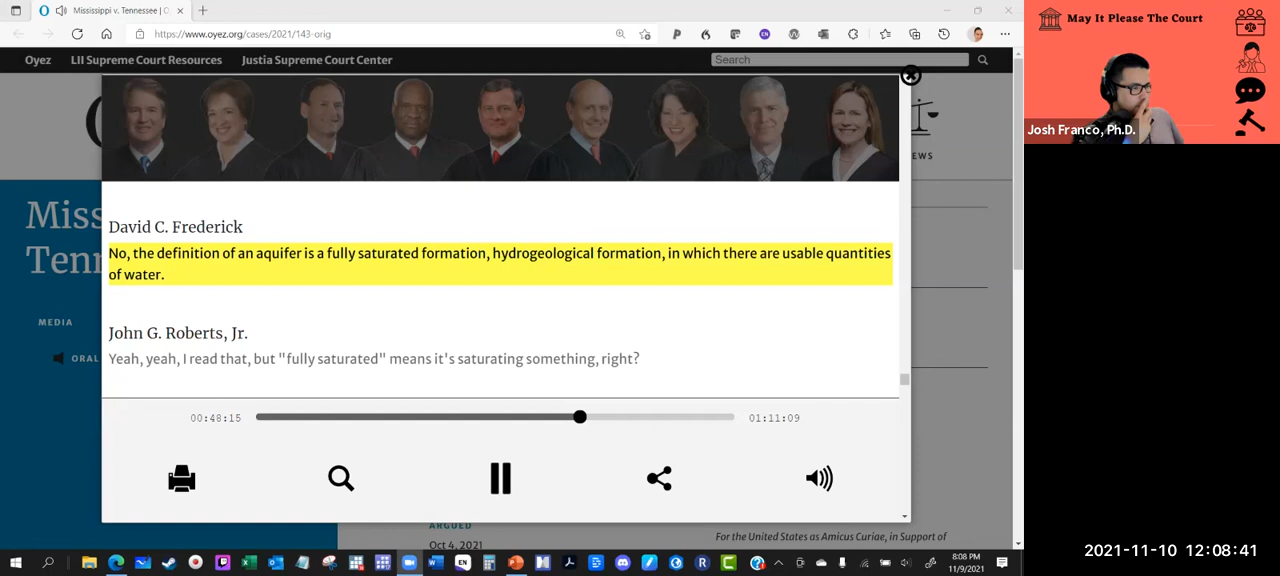 Mississippi v. Tennessee | O
https://www.oyez.org/cases/2021/143-orig
Oyez
LII Supreme Court Resources
Justia Supreme Court Center
Search
EWS
Miss
Tenn
MEDIA
ORAL
David C. Frederick
No, the definition of an aquifer is a fully saturated formation, hydrogeological formation, in which there are usable quantities
of water.
John G. Roberts, Jr.
Yeah, yeah, I read that, but "fully saturated" means it's saturating something, right?
00:48:15
01:11:09
ARGUED
Oct 4, 2021
For the United States as Amicus Curiae, in Support of
8:08 PM
11/9/2021
May It Please The Court
Josh Franco, Ph.D.
2021-11-10 12:08:41